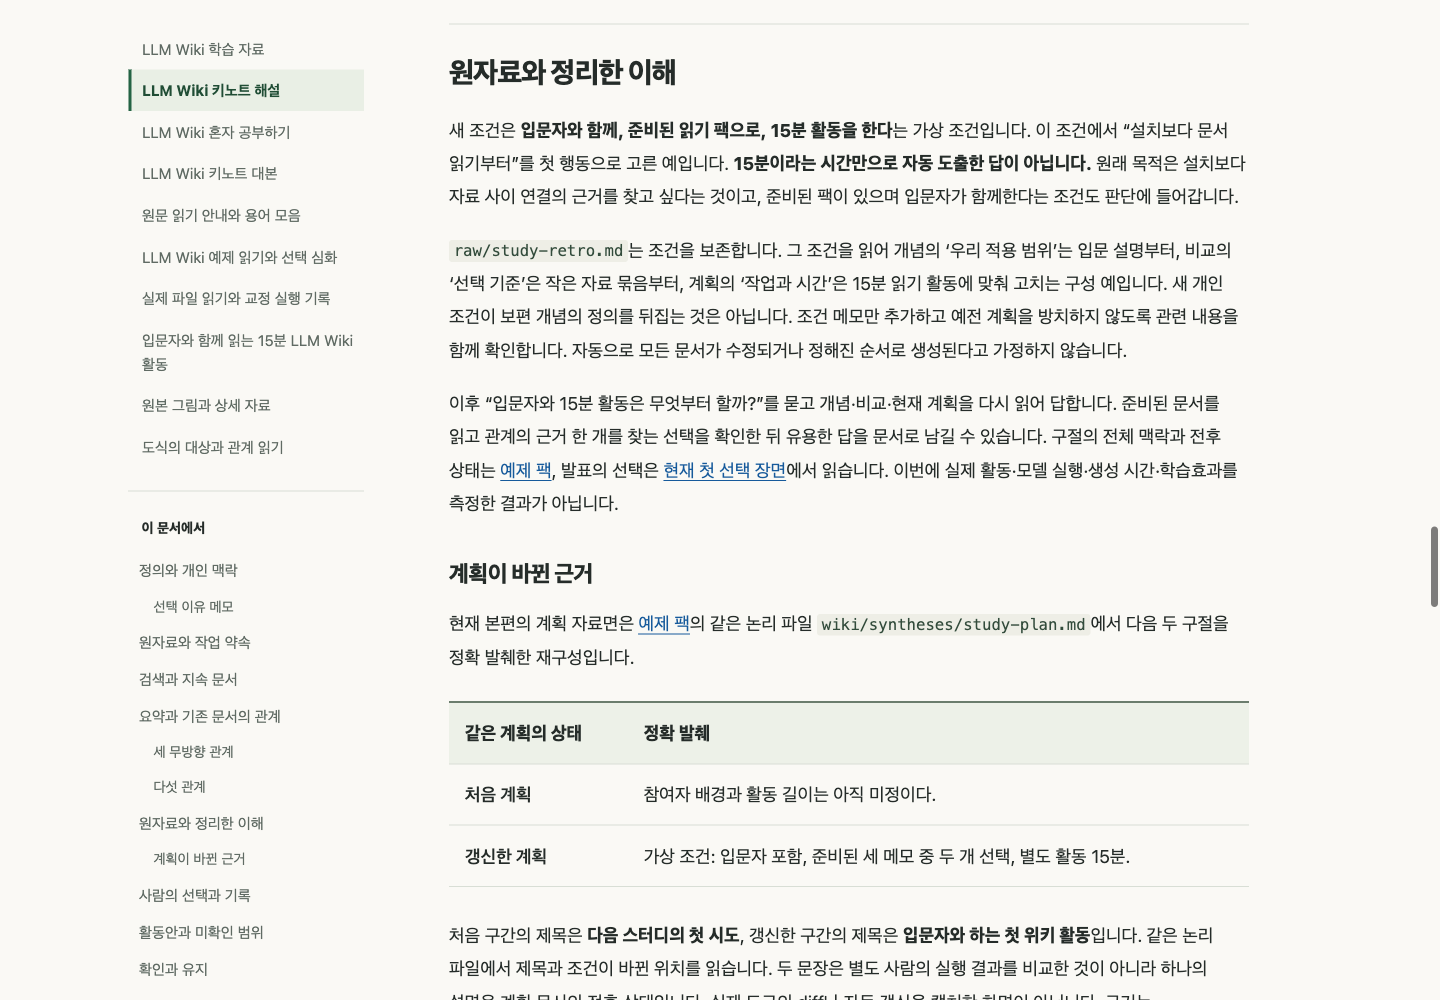 LLM Wiki 학습 자료
LLM Wiki 키노트 해설
LLM Wiki 혼자 공부하기
LLM Wiki 키노트 대본
원문 읽기 안내와 용어 모음
LLM Wiki 예제 읽기와 선택 심화
실제 파일 읽기와 교정 실행 기록
입문자와 함께 읽는 15분 LLM Wiki
활동
원본 그림과 상세 자료
도식의 대상과 관계 읽기
이 문서에서
정의와 개인 맥락
선택 이유 메모
원자료와 작업 약속
검색과 지속 문서
요약과 기존 문서의 관계
세 무방향 관계
다섯 관계
원자료와 정리한 이해
계획이 바뀐 근거
사람의 선택과 기록
활동안과 미확인 범위
확인과 유지
원자료와 정리한 이해
새 조건은 입문자와 함께, 준비된 읽기 팩으로, 15분 활동을 한다는 가상 조건입니다. 이 조건에서 “설치보다 문서
읽기부터”를 첫 행동으로 고른 예입니다. 15분이라는 시간만으로 자동 도출한 답이 아닙니다. 원래 목적은 설치보다
자료 사이 연결의 근거를 찾고 싶다는 것이고, 준비된 팩이 있으며 입문자가 함께한다는 조건도 판단에 들어갑니다.
raw/study-retro.md는 조건을 보존합니다. 그 조건을 읽어 개념의 ‘우리 적용 범위’는 입문 설명부터, 비교의
‘선택 기준’은 작은 자료 묶음부터, 계획의 ‘작업과 시간’은 15분 읽기 활동에 맞춰 고치는 구성 예입니다. 새 개인
조건이 보편 개념의 정의를 뒤집는 것은 아닙니다. 조건 메모만 추가하고 예전 계획을 방치하지 않도록 관련 내용을
함께 확인합니다. 자동으로 모든 문서가 수정되거나 정해진 순서로 생성된다고 가정하지 않습니다.
이후 “입문자와 15분 활동은 무엇부터 할까?”를 묻고 개념·비교·현재 계획을 다시 읽어 답합니다. 준비된 문서를
읽고 관계의 근거 한 개를 찾는 선택을 확인한 뒤 유용한 답을 문서로 남길 수 있습니다. 구절의 전체 맥락과 전후
상태는 예제 팩, 발표의 선택은 현재 첫 선택 장면에서 읽습니다. 이번에 실제 활동·모델 실행·생성 시간·학습효과를
측정한 결과가 아닙니다.
계획이 바뀐 근거
현재 본편의 계획 자료면은 예제 팩의 같은 논리 파일 wiki/syntheses/study-plan.md에서 다음 두 구절을
정확 발췌한 재구성입니다.
같은 계획의 상태 정확 발췌
처음 계획 참여자 배경과 활동 길이는 아직 미정이다.
갱신한 계획 가상 조건: 입문자 포함, 준비된 세 메모 중 두 개 선택, 별도 활동 15분.
처음 구간의 제목은 다음 스터디의 첫 시도, 갱신한 구간의 제목은 입문자와 하는 첫 위키 활동입니다. 같은 논리
파일에서 제목과 조건이 바뀐 위치를 읽습니다. 두 문장은 별도 사람의 실행 결과를 비교한 것이 아니라 하나의